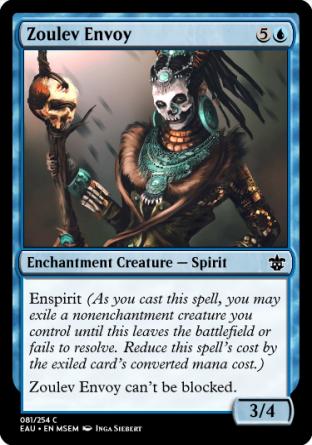 Zoulev Envoy 5
Enchantment Creature — Spirit
Enspirit (As you cast this spell, you may
exile a nonenchantment creature you
control until this leaves the battlefield or
fails to resolve. Reduce this spell's cost by
the exiled card's converted mana cost.)
Zoulev Envoy can't be blocked.
081/254 C
EAU • EN MSEM Inga Siebert
3/4